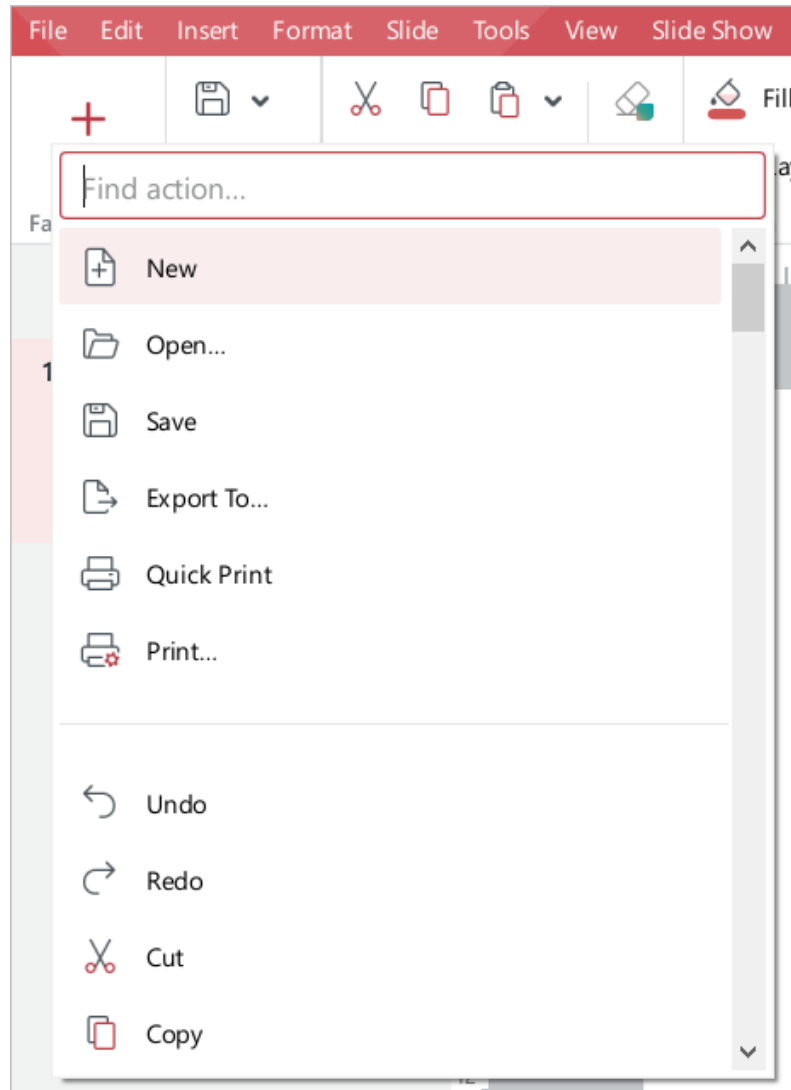 File Edit Insert Format Slide Tools View Slide Show
Find action...
New
Open...
1
Save
Export To...
Quick Print
Print...
Undo
Redo
Cut
Copy